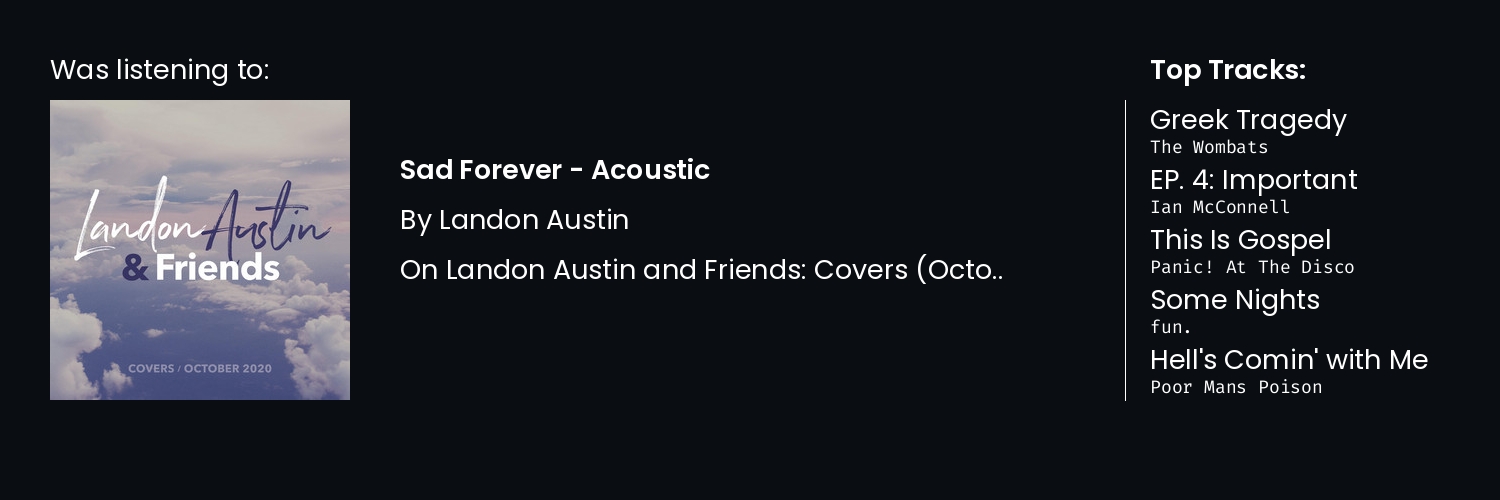 Was listening to:
Landon Austin
& Friends
COVERS / OCTOBER 2020
Sad Forever - Acoustic
By Landon Austin
On Landon Austin and Friends: Covers (Octo..
Top Tracks:
Greek Tragedy
The Wombats
EP. 4: Important
Ian McConnell
This Is Gospel
Panic! At The Disco
Some Nights
fun.
Hell's Comin' with Me
Poor Mans Poison